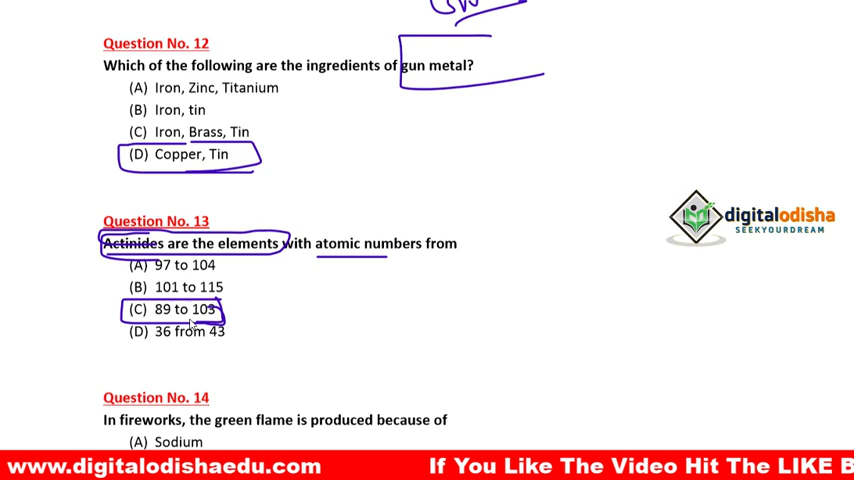 Question No. 12
Which of the following are the ingredients of gun metal?
(A) Iron, Zinc, Titanium
(B) Iron, tin
(C) Iron, Brass, Tin
(D) Copper, Tin
Question No. 13
Actinides are the elements with atomic numbers from
(A) 97 to 104
(B) 101 to 115
(C) 89 to 103
(D) 36 from 43
digitalodisha
SEEKYOURDREAM
Question No. 14
In fireworks, the green flame is produced because of
(A) Sodium
www.digitalodishaedu.com If You Like The Video Hit The LIKE B